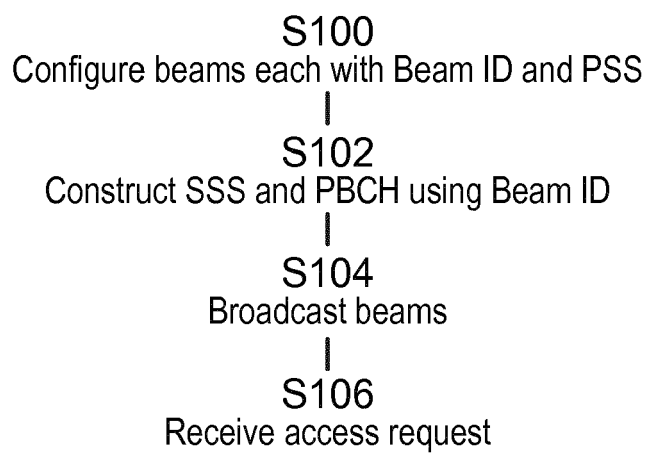 S100
Configure beams each with Beam ID and PSS
S102
Construct SSS and PBCH using Beam ID
S104
Broadcast beams
S106
Receive access request